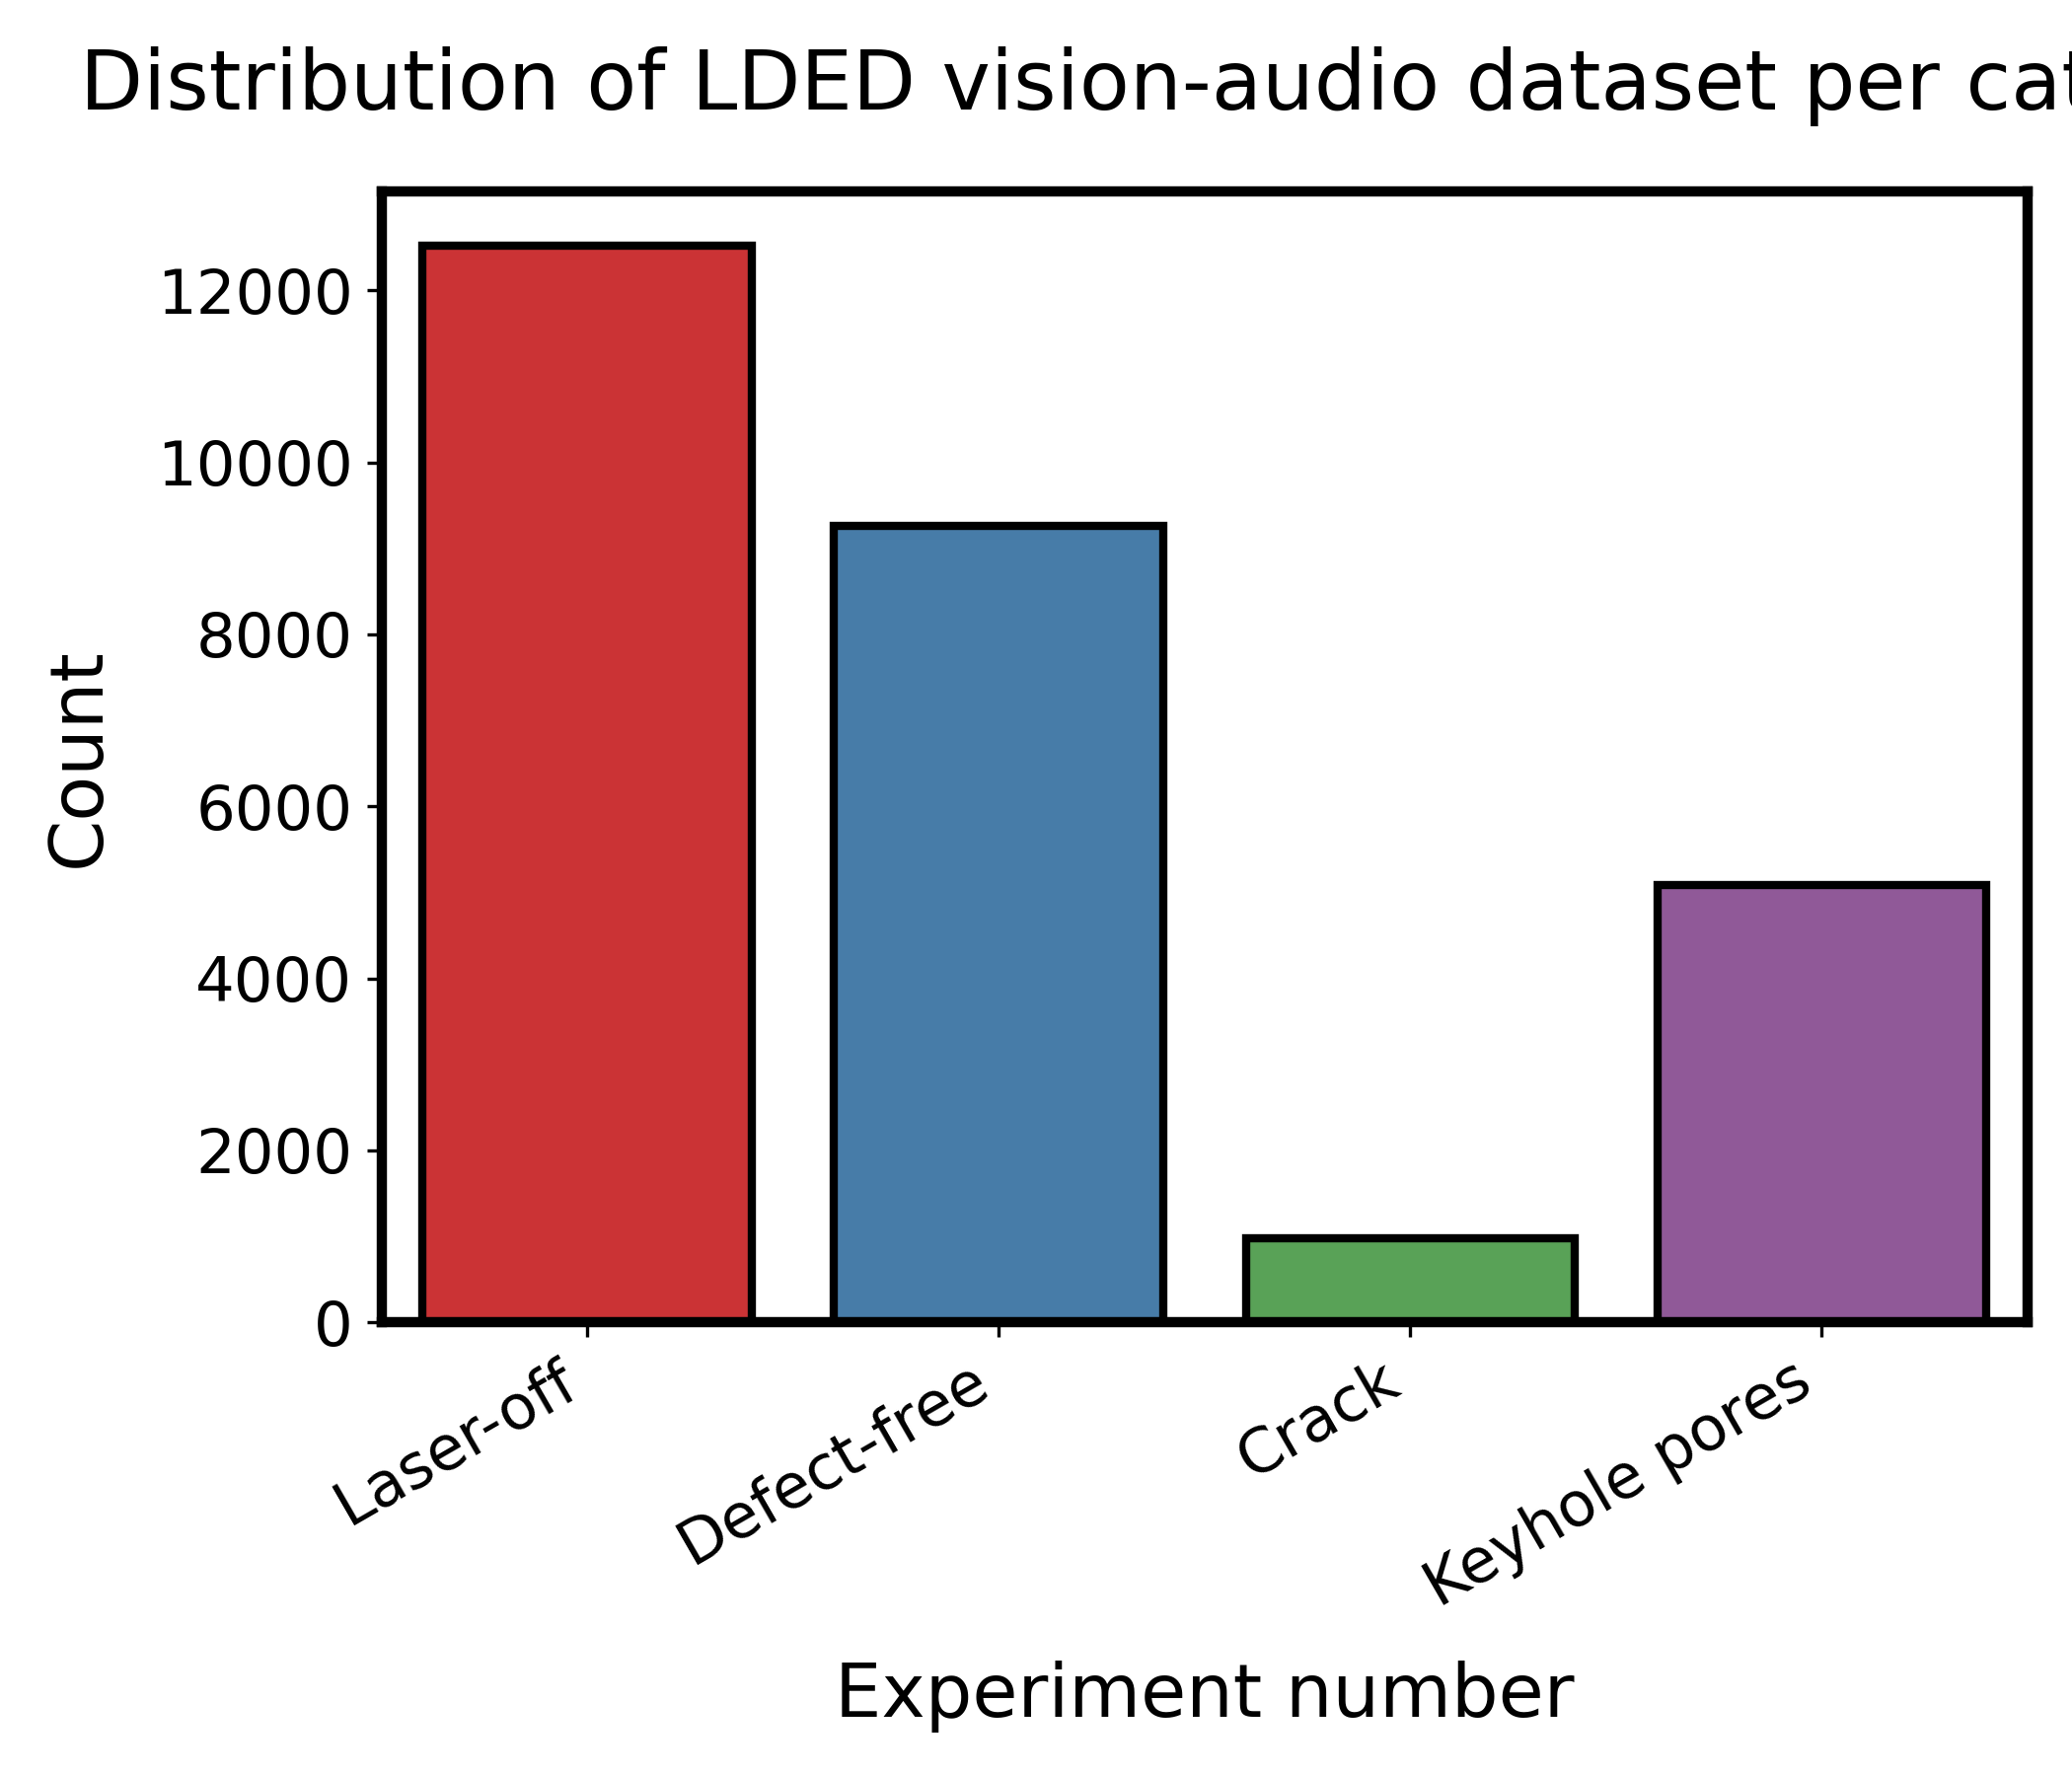 Distribution of LDED vision-audio dataset per cat
12000
10000
8000
6000
4000
2000
0
Count
Laser-off
Defect-free
Crack
Keyhole pores
Experiment number